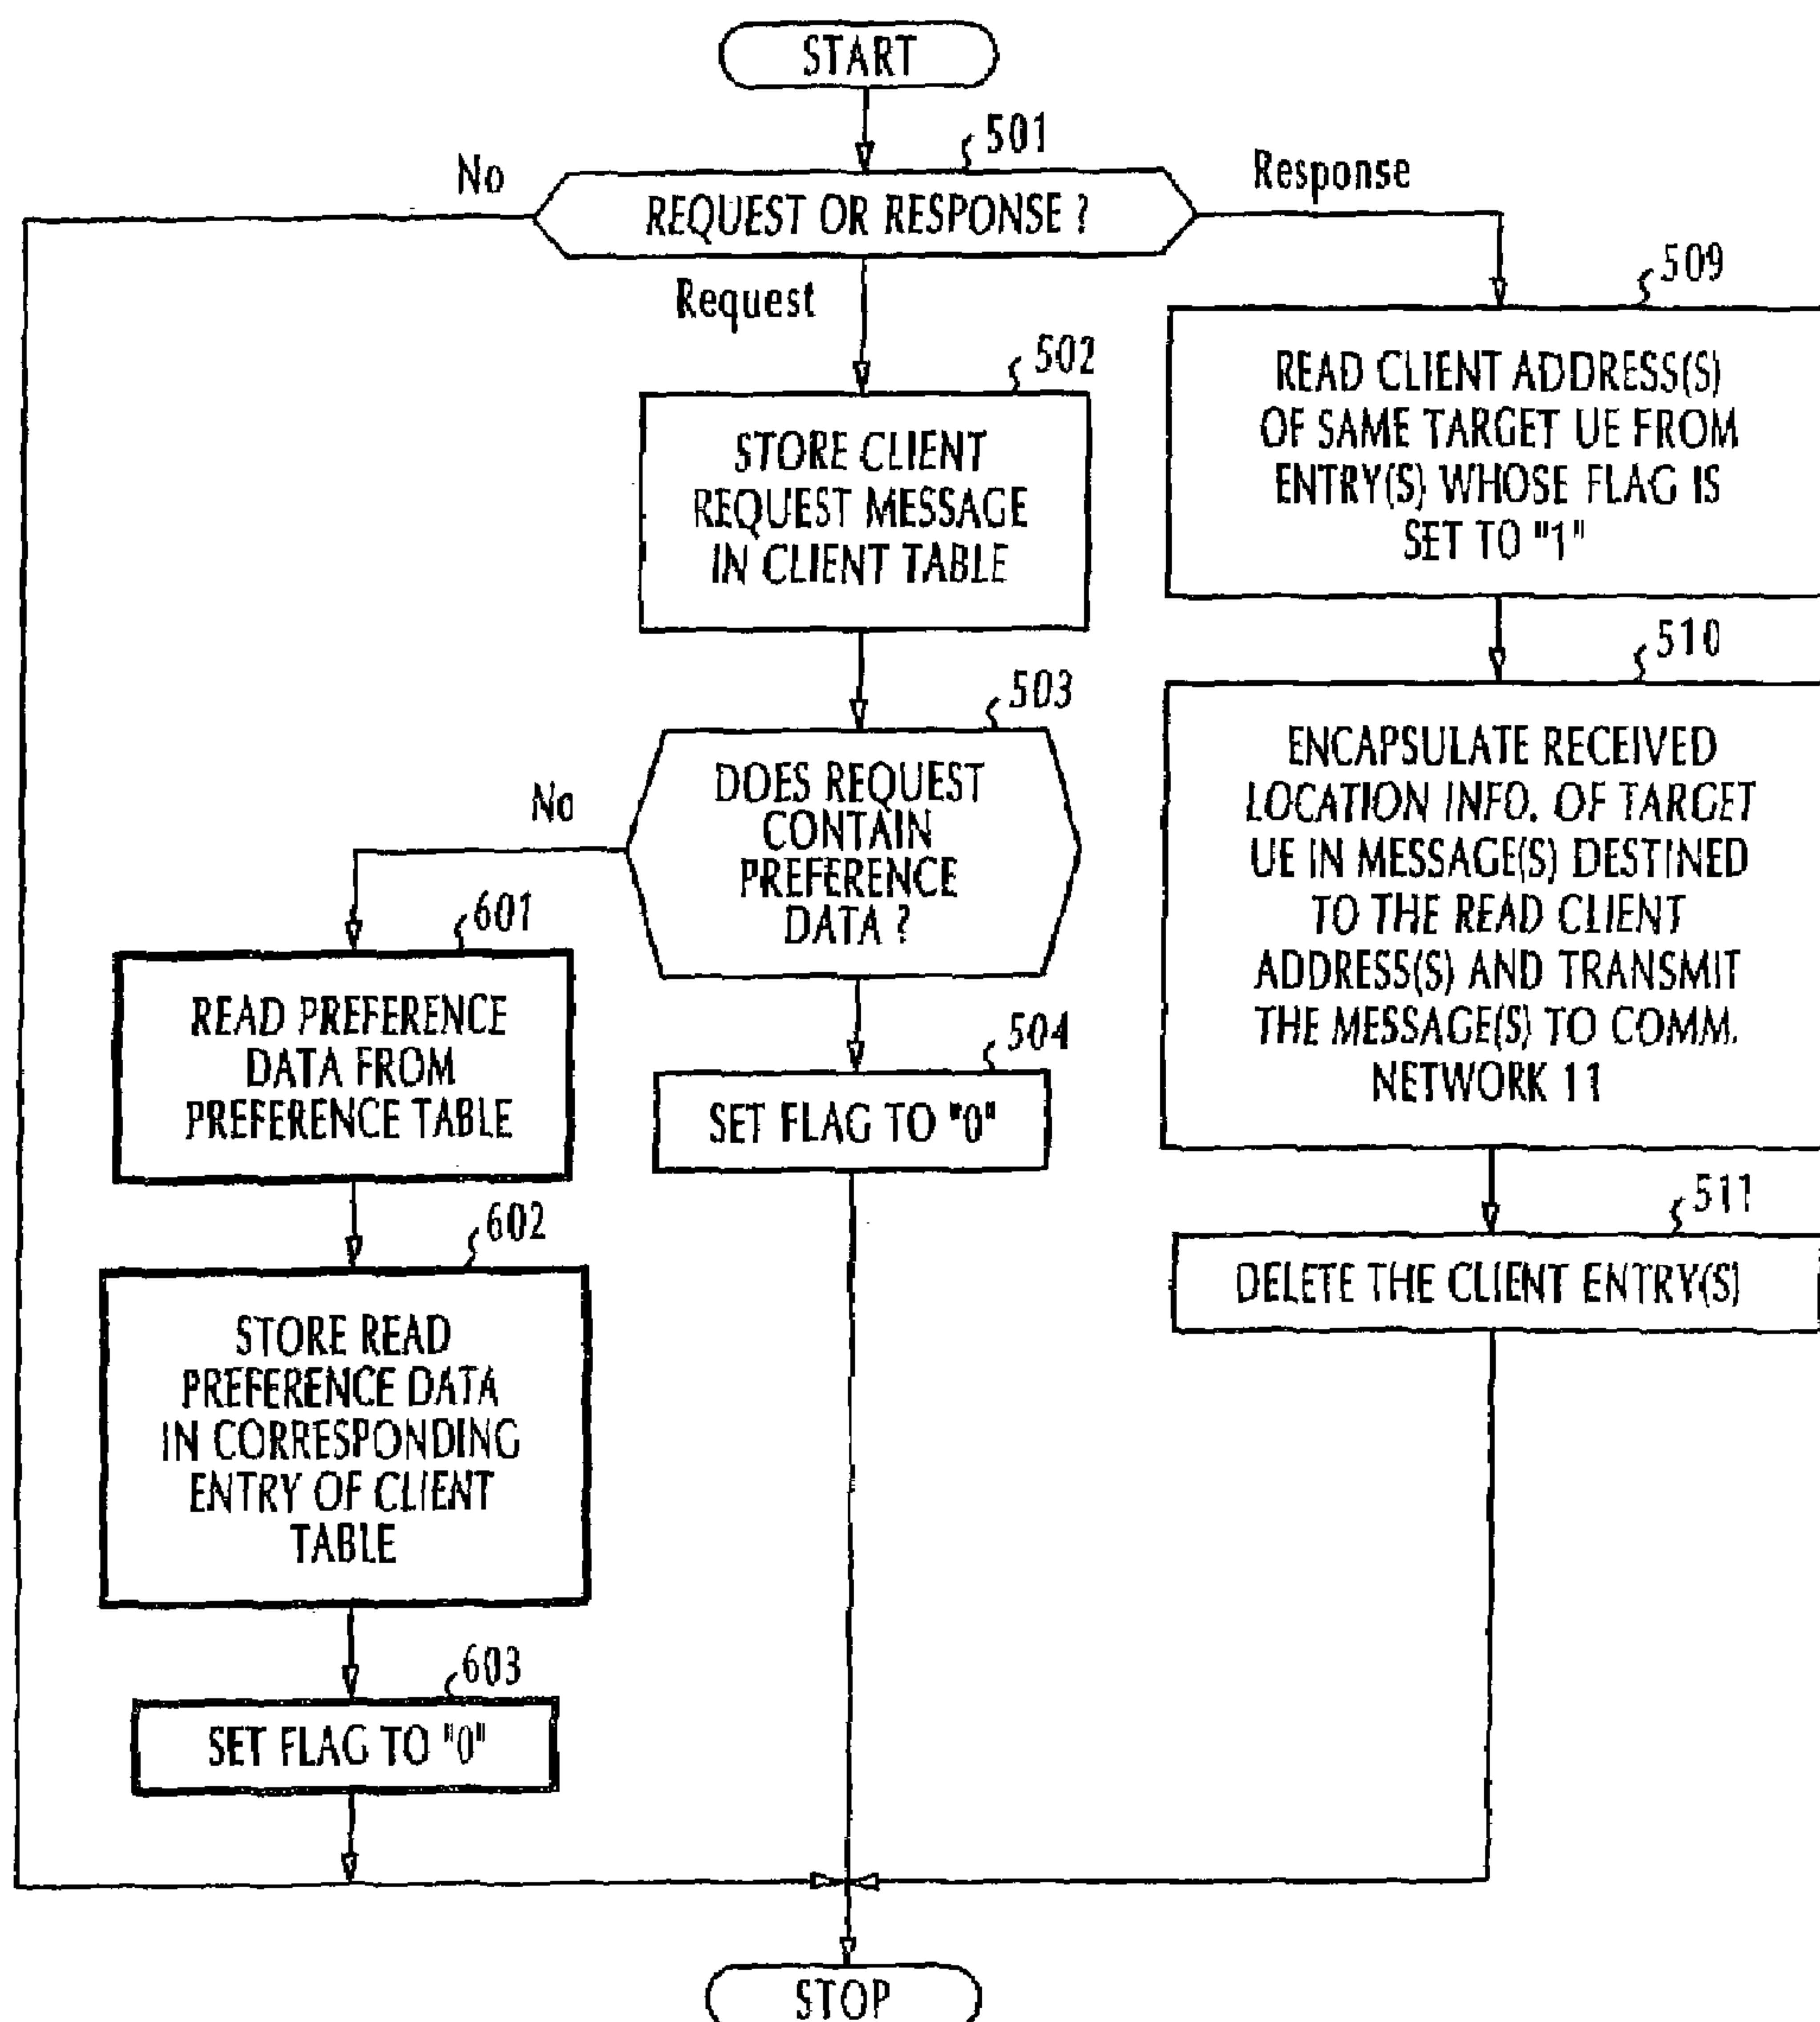 START
501
No
Response
REQUEST OR RESPONSE ?
Request
509
READ CLIENT ADDRESS(S)
OF SAME TARGET UE FROM
ENTRY(S) WHOSE FLAG IS
SET TO "1"
502
STORE CLIENT
REQUEST MESSAGE
IN CLIENT TABLE
510
ENCAPSULATE RECEIVED
LOCATION INFO. OF TARGET
UE IN MESSAGE(S) DESTINED
TO THE READ CLIENT
ADDRESS(S) AND TRANSMIT
THE MESSAGE(S) TO COMM.
NETWORK 11
503
DOES REQUEST
CONTAIN
PREFERENCE
DATA ?
No
601
READ PREFERENCE
DATA FROM
PREFERENCE TABLE
504
SET FLAG TO "0"
511
DELETE THE CLIENT ENTRY(S)
602
STORE READ
PREFERENCE DATA
IN CORRESPONDING
ENTRY OF CLIENT
TABLE
603
SET FLAG TO "0"
STOP